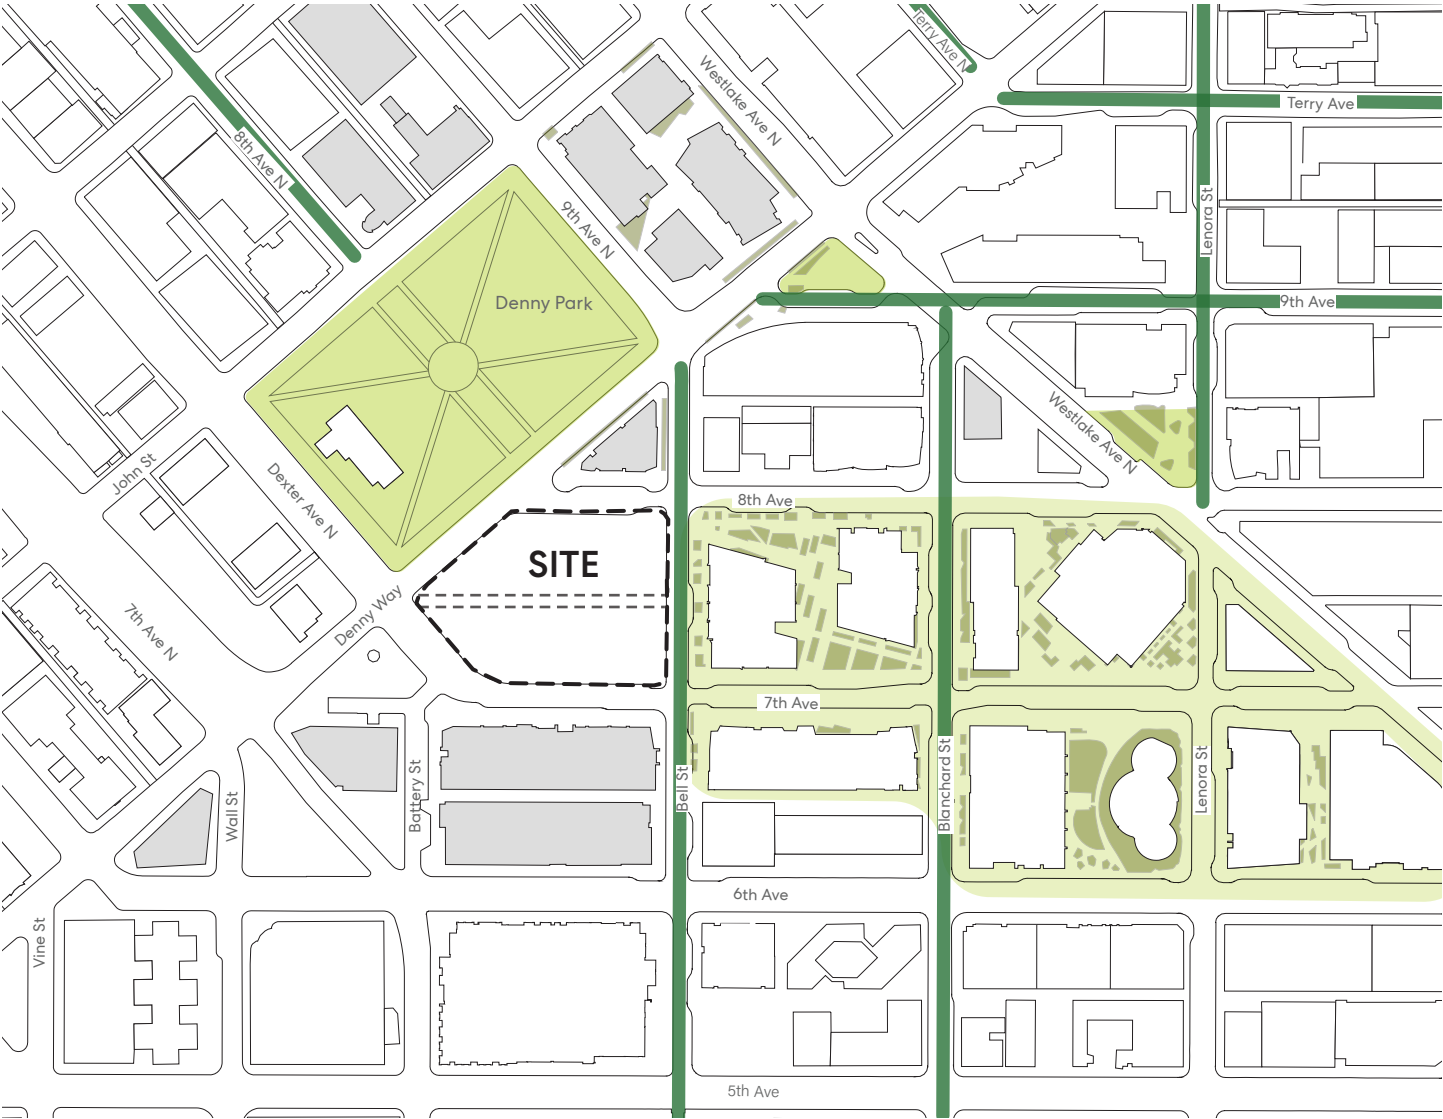 Terry Ave N
Westlake Ave N
Terry Ave
8th Ave N
9th Ave N
Lenora St
Denny Park
9th Ave
Westlake Ave N
John St
Dexter Ave N
8th Ave
SITE
Denny Way
7th Ave N
7th Ave
Battery St
Bell St
Blanchard St
Lenora St
Wall St
6th Ave
Vine St
5th Ave